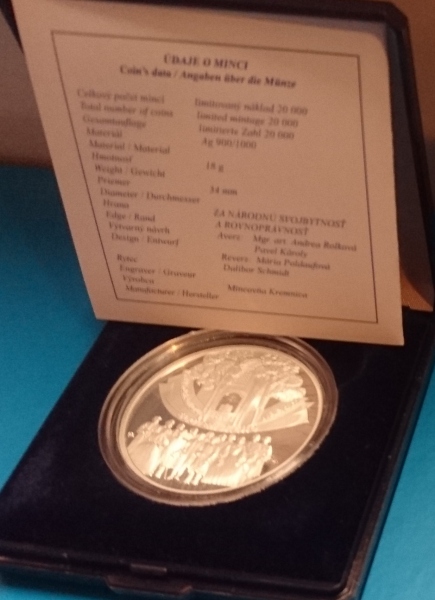 ÚDAJE O MINCI
Coin's data / Angaben über die Münze
Celkový počet mincí limitovaný náklad 20 000
Total number of coins limited mintage 20 000
Gesamtauflage limitierte Zahl 20 000
Materiál Ag 900/1000
Material / Material
Hmotnosť 18 g
Weight / Gewicht
Priemer 34 mm
Diameter / Durchmesser
Hrana ZA NÁRODNÚ SVOJBYTNOSŤ
Edge / Rand A ROVNOPRÁVNOSŤ
Výtvarný návrh Averz: Mgr. art. Andrea Rolková
Design / Entwurf Pavel Károly
Reverz: Mária Poldaufová
Rytec Dalibor Schmidt
Engraver / Graveur
Výrobca Mincovňa Kremnica
Manufacturer / Hersteller